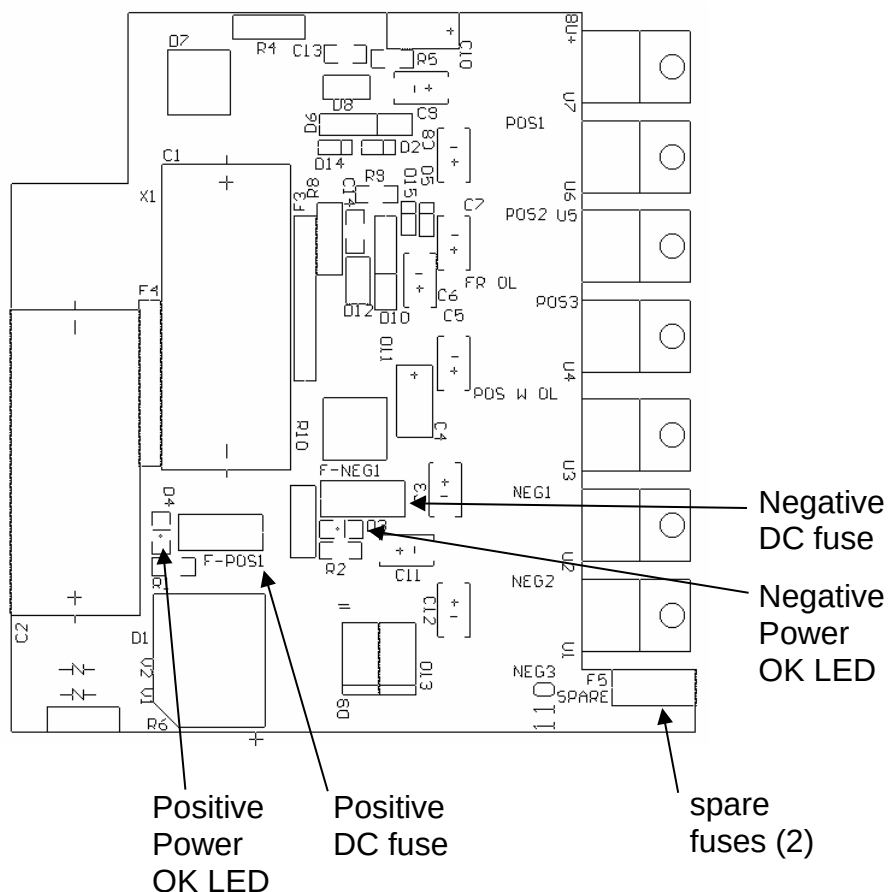 D7
R4
C13
C10
R5
8U+
U7
U8
C9
D6
POS1
C8
D14
D2
D5
C1
X1
R8
C14
R9
D15
U6
F3
C7
POS2 U5
FR OL
C6
F4
D12
D10
C5
POS3
D11
U4
POS W OL
C4
R10
F-NEG1
U3
C3
NEG1
D4
D3
F-POS1
R2
C11
U2
R1
NEG2
C2
C12
D1
V2
V1
U1
D13
NEG3
F5
SPARE
D9
110
R6
Negative
DC fuse
Negative
Power
OK LED
Positive
Power
OK LED
Positive
DC fuse
spare
fuses (2)